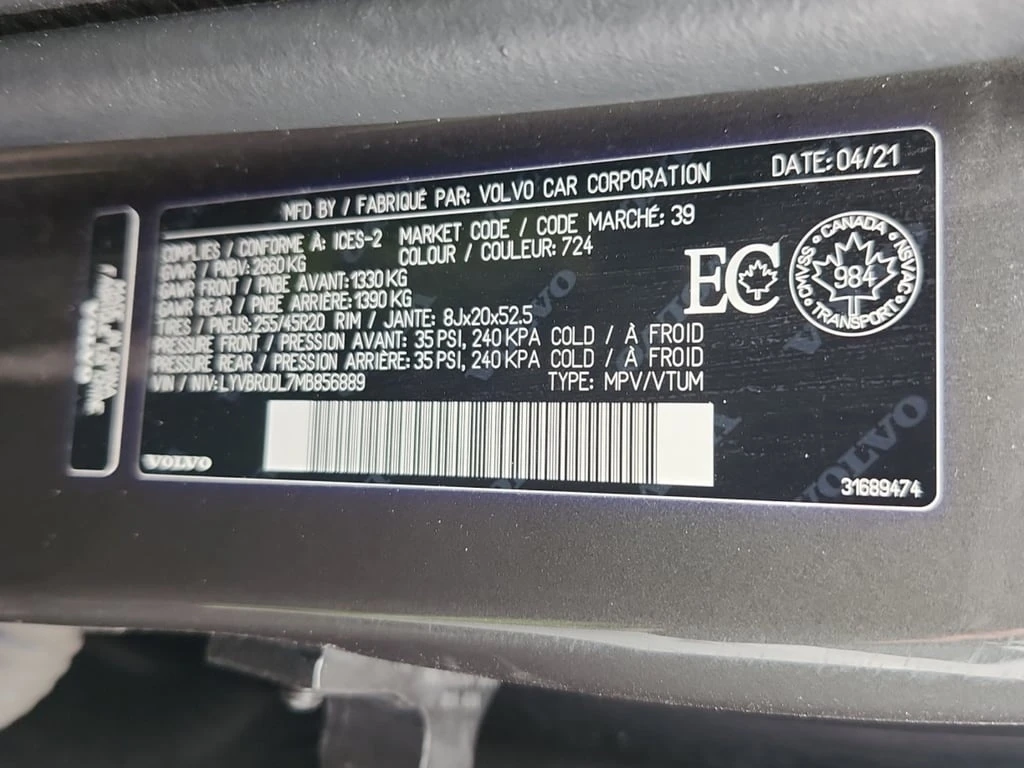 MFD BY / FABRIQUÉ PAR: VOLVO CAR CORPORATION DATE: 04/21
COMPLIES / CONFORME À: ICES-2 MARKET CODE / CODE MARCHÉ: 39
GVWR / PNBV: 2660 KG COLOUR / COULEUR: 724
GAWR FRONT / PNBE AVANT: 1330 KG
GAWR REAR / PNBE ARRIÈRE: 1390 KG
TIRES / PNEUS: 255/45R20 RIM / JANTE: 8Jx20x52.5
PRESSURE FRONT / PRESSION AVANT: 35 PSI, 240 KPA COLD / À FROID
PRESSURE REAR / PRESSION ARRIÈRE: 35 PSI, 240 KPA COLD / À FROID
VIN / NIV: LYVBR0DL7MB856889 TYPE: MPV/VTUM
EC
CANADA
CMVSS 984 NSVAC
TRANSPORT
VOLVO
31689474
VOLVO
VOLVO